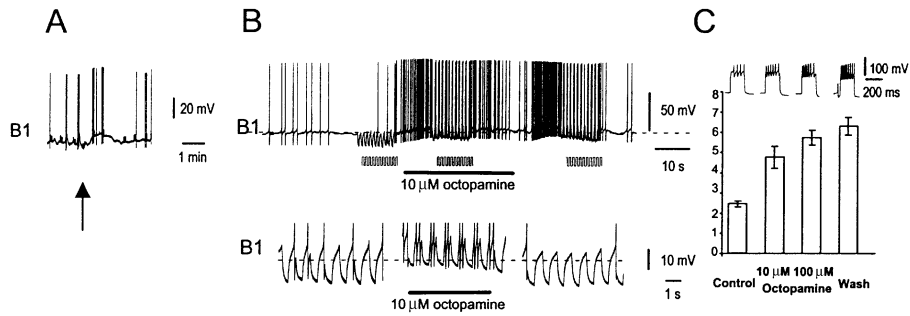 A
B
C
B1
20 mV
1 min
B1
50 mV
10 s
10 µM octopamine
B1
10 mV
1 s
10 µM octopamine
100 mV
200 ms
8
7
6
5
4
3
2
1
0
Control
10 µM 100 µM
Octopamine
Wash